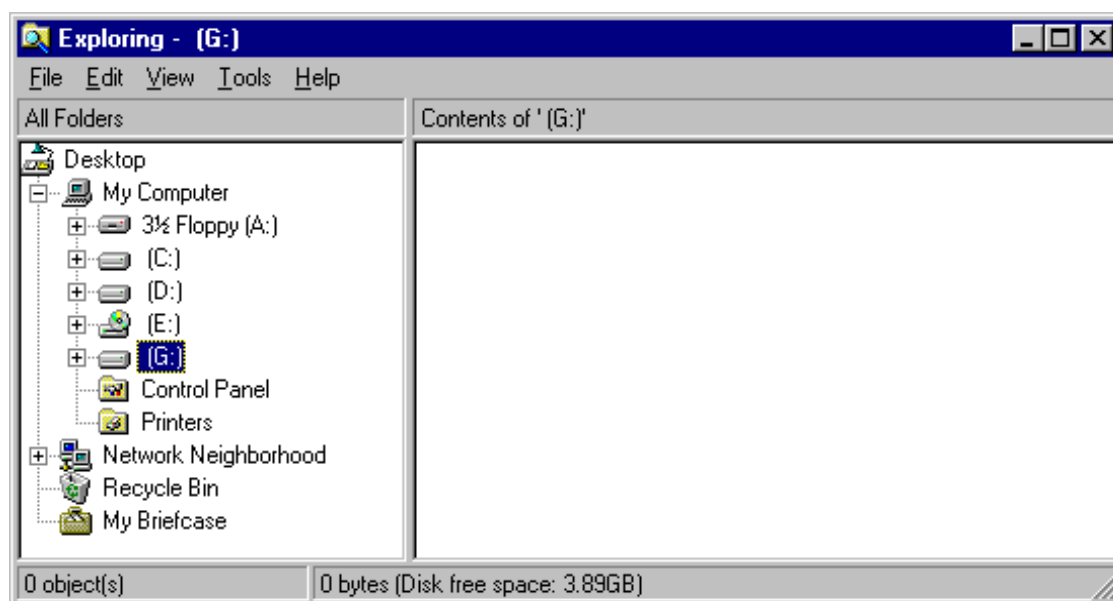 Exploring - (G:)
File Edit View Tools Help
All Folders
Contents of ' (G:)'
Desktop
My Computer
3½ Floppy (A:)
(C:)
(D:)
(E:)
(G:)
Control Panel
Printers
Network Neighborhood
Recycle Bin
My Briefcase
0 object(s)
0 bytes (Disk free space: 3.89GB)